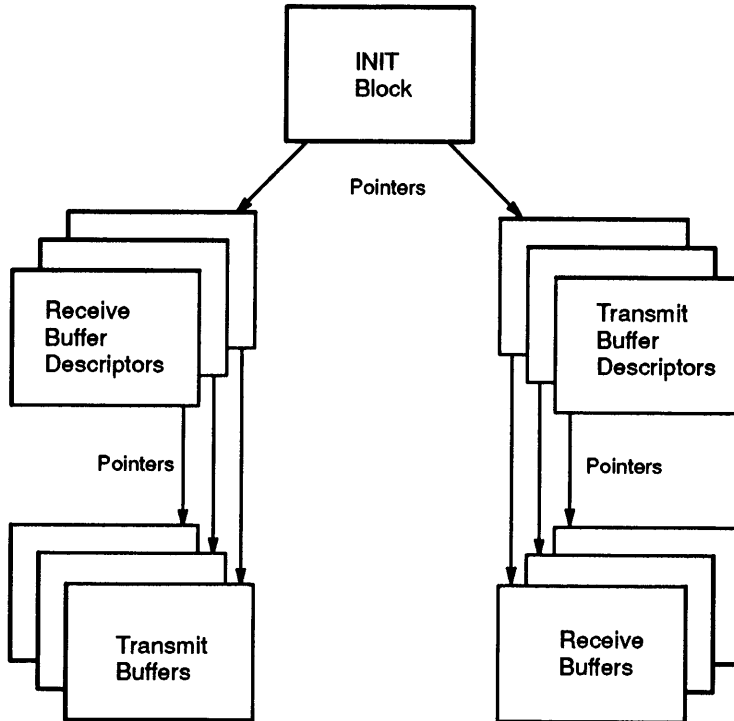 INIT
Block
Pointers
Receive
Buffer
Descriptors
Transmit
Buffer
Descriptors
Pointers
Pointers
Transmit
Buffers
Receive
Buffers